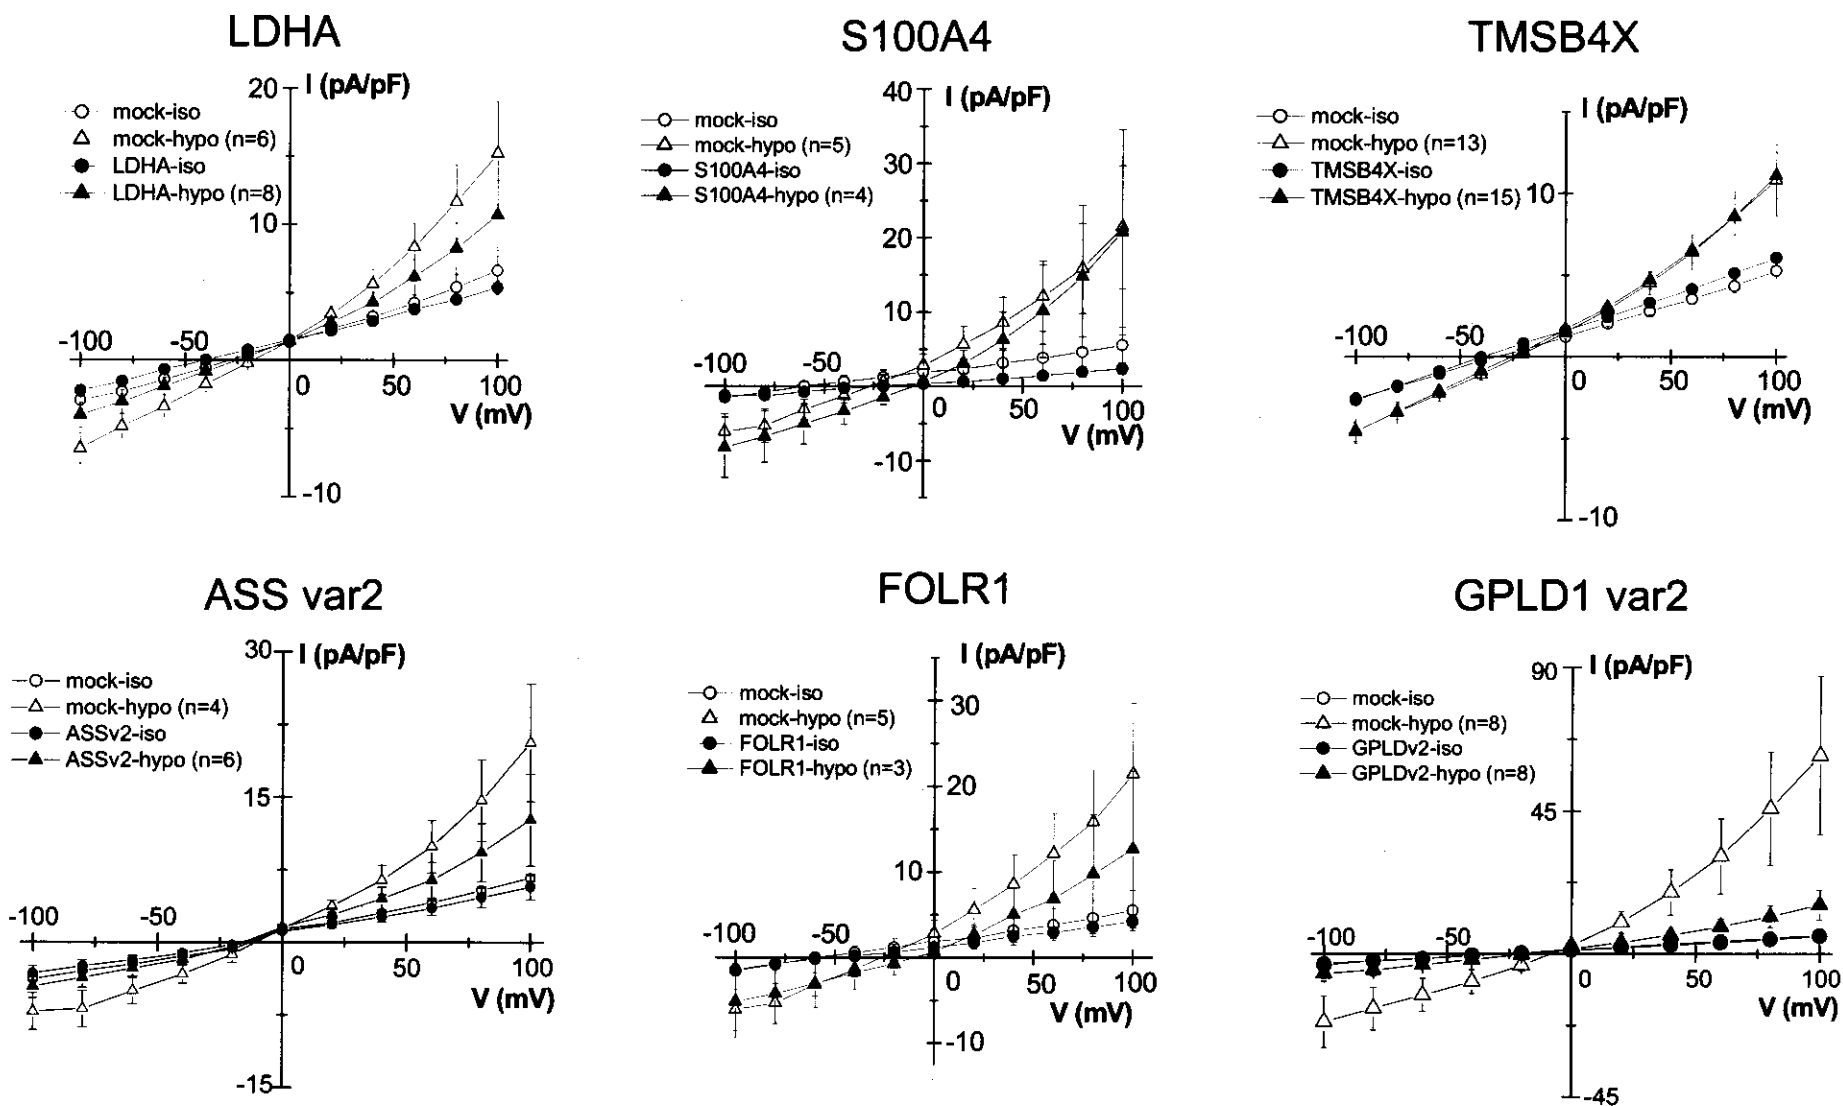 LDHA
I (pA/pF)
20
mock-iso
mock-hypo (n=6)
LDHA-iso
LDHA-hypo (n=8)
10
-100
-50
0
50
100
V (mV)
-10
S100A4
40
I (pA/pF)
mock-iso
mock-hypo (n=5)
S100A4-iso
S100A4-hypo (n=4)
30
20
10
-100
-50
0
50
100
V (mV)
-10
TMSB4X
I (pA/pF)
mock-iso
mock-hypo (n=13)
TMSB4X-iso
TMSB4X-hypo (n=15)
10
-100
-50
0
50
100
V (mV)
-10
ASS var2
30
I (pA/pF)
mock-iso
mock-hypo (n=4)
ASSv2-iso
ASSv2-hypo (n=6)
15
-100
-50
0
50
100
V (mV)
-15
FOLR1
I (pA/pF)
mock-iso
mock-hypo (n=5)
FOLR1-iso
FOLR1-hypo (n=3)
30
20
10
-100
-50
0
50
100
V (mV)
-10
GPLD1 var2
90
I (pA/pF)
mock-iso
mock-hypo (n=8)
GPLDv2-iso
GPLDv2-hypo (n=8)
45
-100
-50
0
50
100
V (mV)
-45